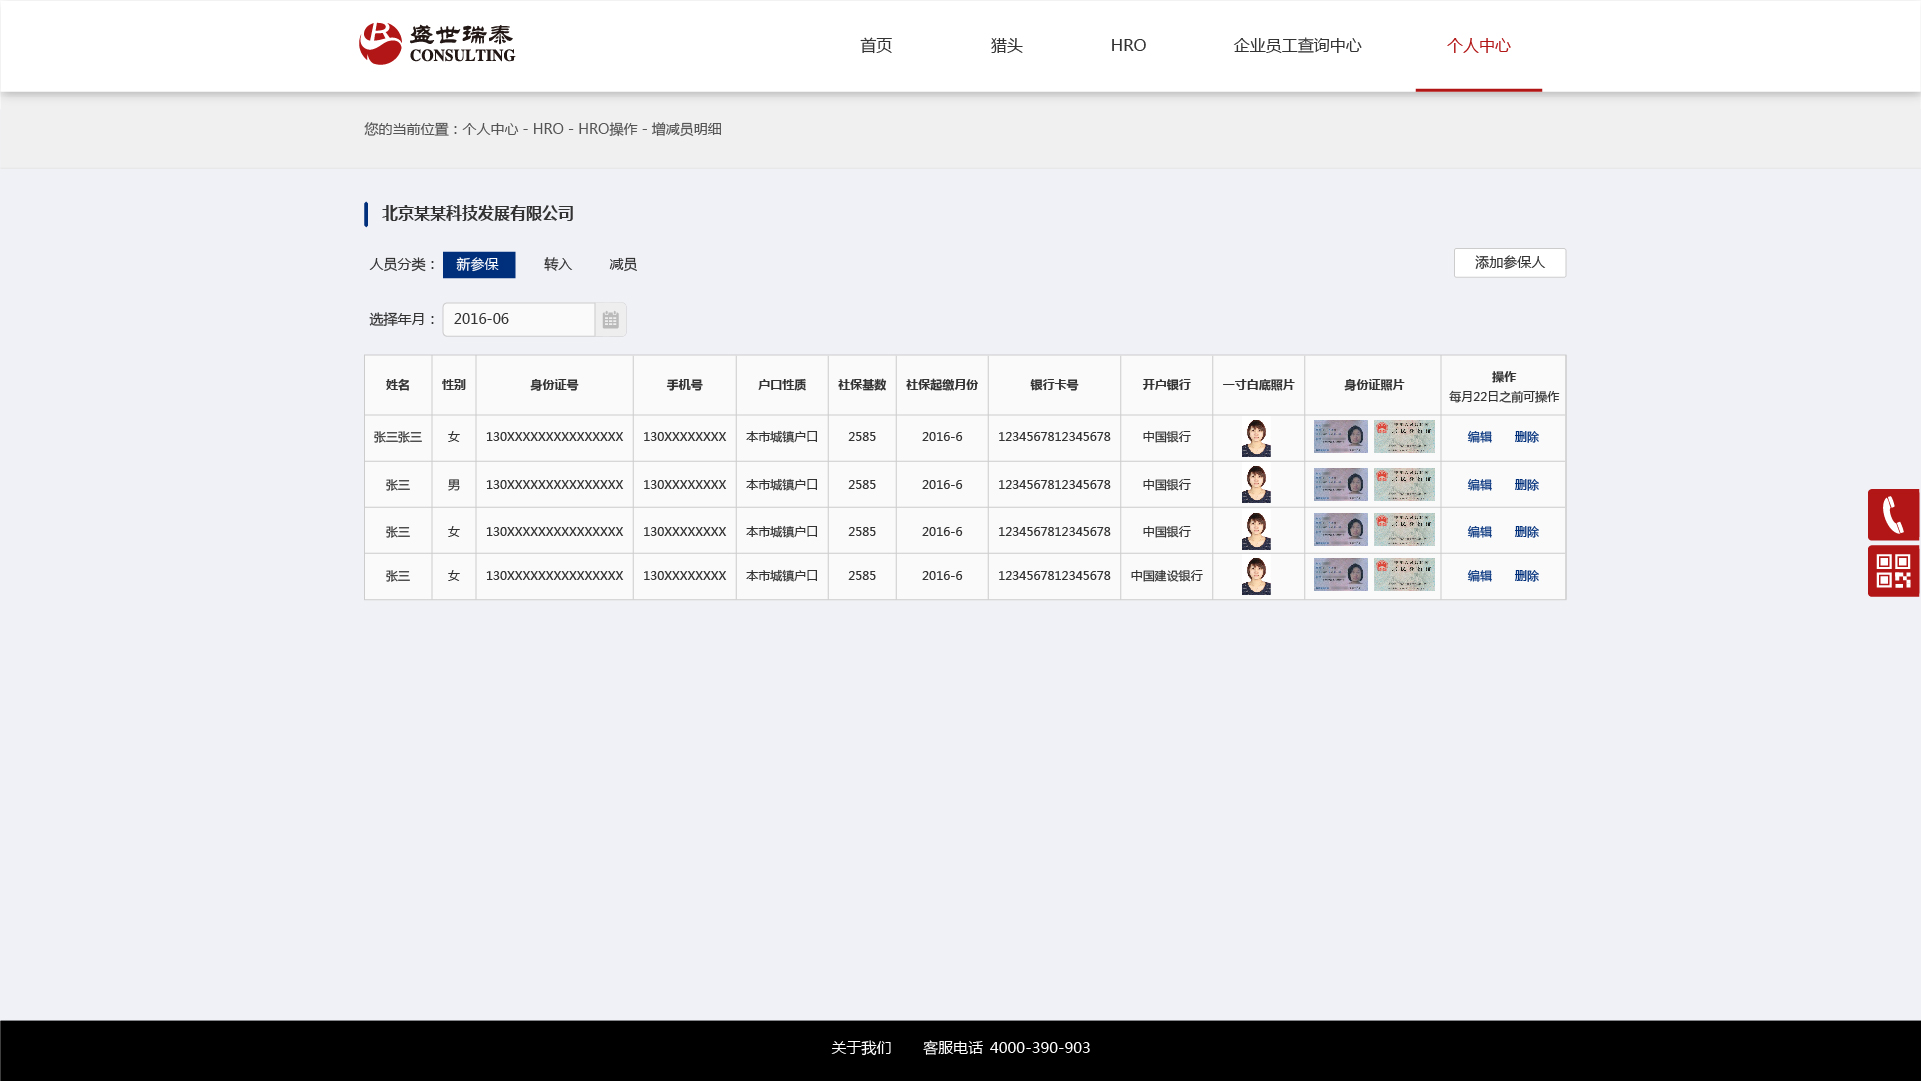 盛世瑞泰
CONSULTING
首页 猎头 HRO 企业员工查询中心 个人中心
您的当前位置：个人中心 - HRO - HRO操作 - 增减员明细
北京某某科技发展有限公司
人员分类： 新参保 转入 减员 添加参保人
选择年月： 2016-06
姓名 性别 身份证号 手机号 户口性质 社保基数 社保起缴月份 银行卡号 开户银行 一寸白底照片 身份证照片 操作
每月22日之前可操作
张三张三 女 130XXXXXXXXXXXXXXX 130XXXXXXXX 本市城镇户口 2585 2016-6 1234567812345678 中国银行 编辑 删除
张三 男 130XXXXXXXXXXXXXXX 130XXXXXXXX 本市城镇户口 2585 2016-6 1234567812345678 中国银行 编辑 删除
张三 女 130XXXXXXXXXXXXXXX 130XXXXXXXX 本市城镇户口 2585 2016-6 1234567812345678 中国银行 编辑 删除
张三 女 130XXXXXXXXXXXXXXX 130XXXXXXXX 本市城镇户口 2585 2016-6 1234567812345678 中国建设银行 编辑 删除
关于我们 客服电话 4000-390-903